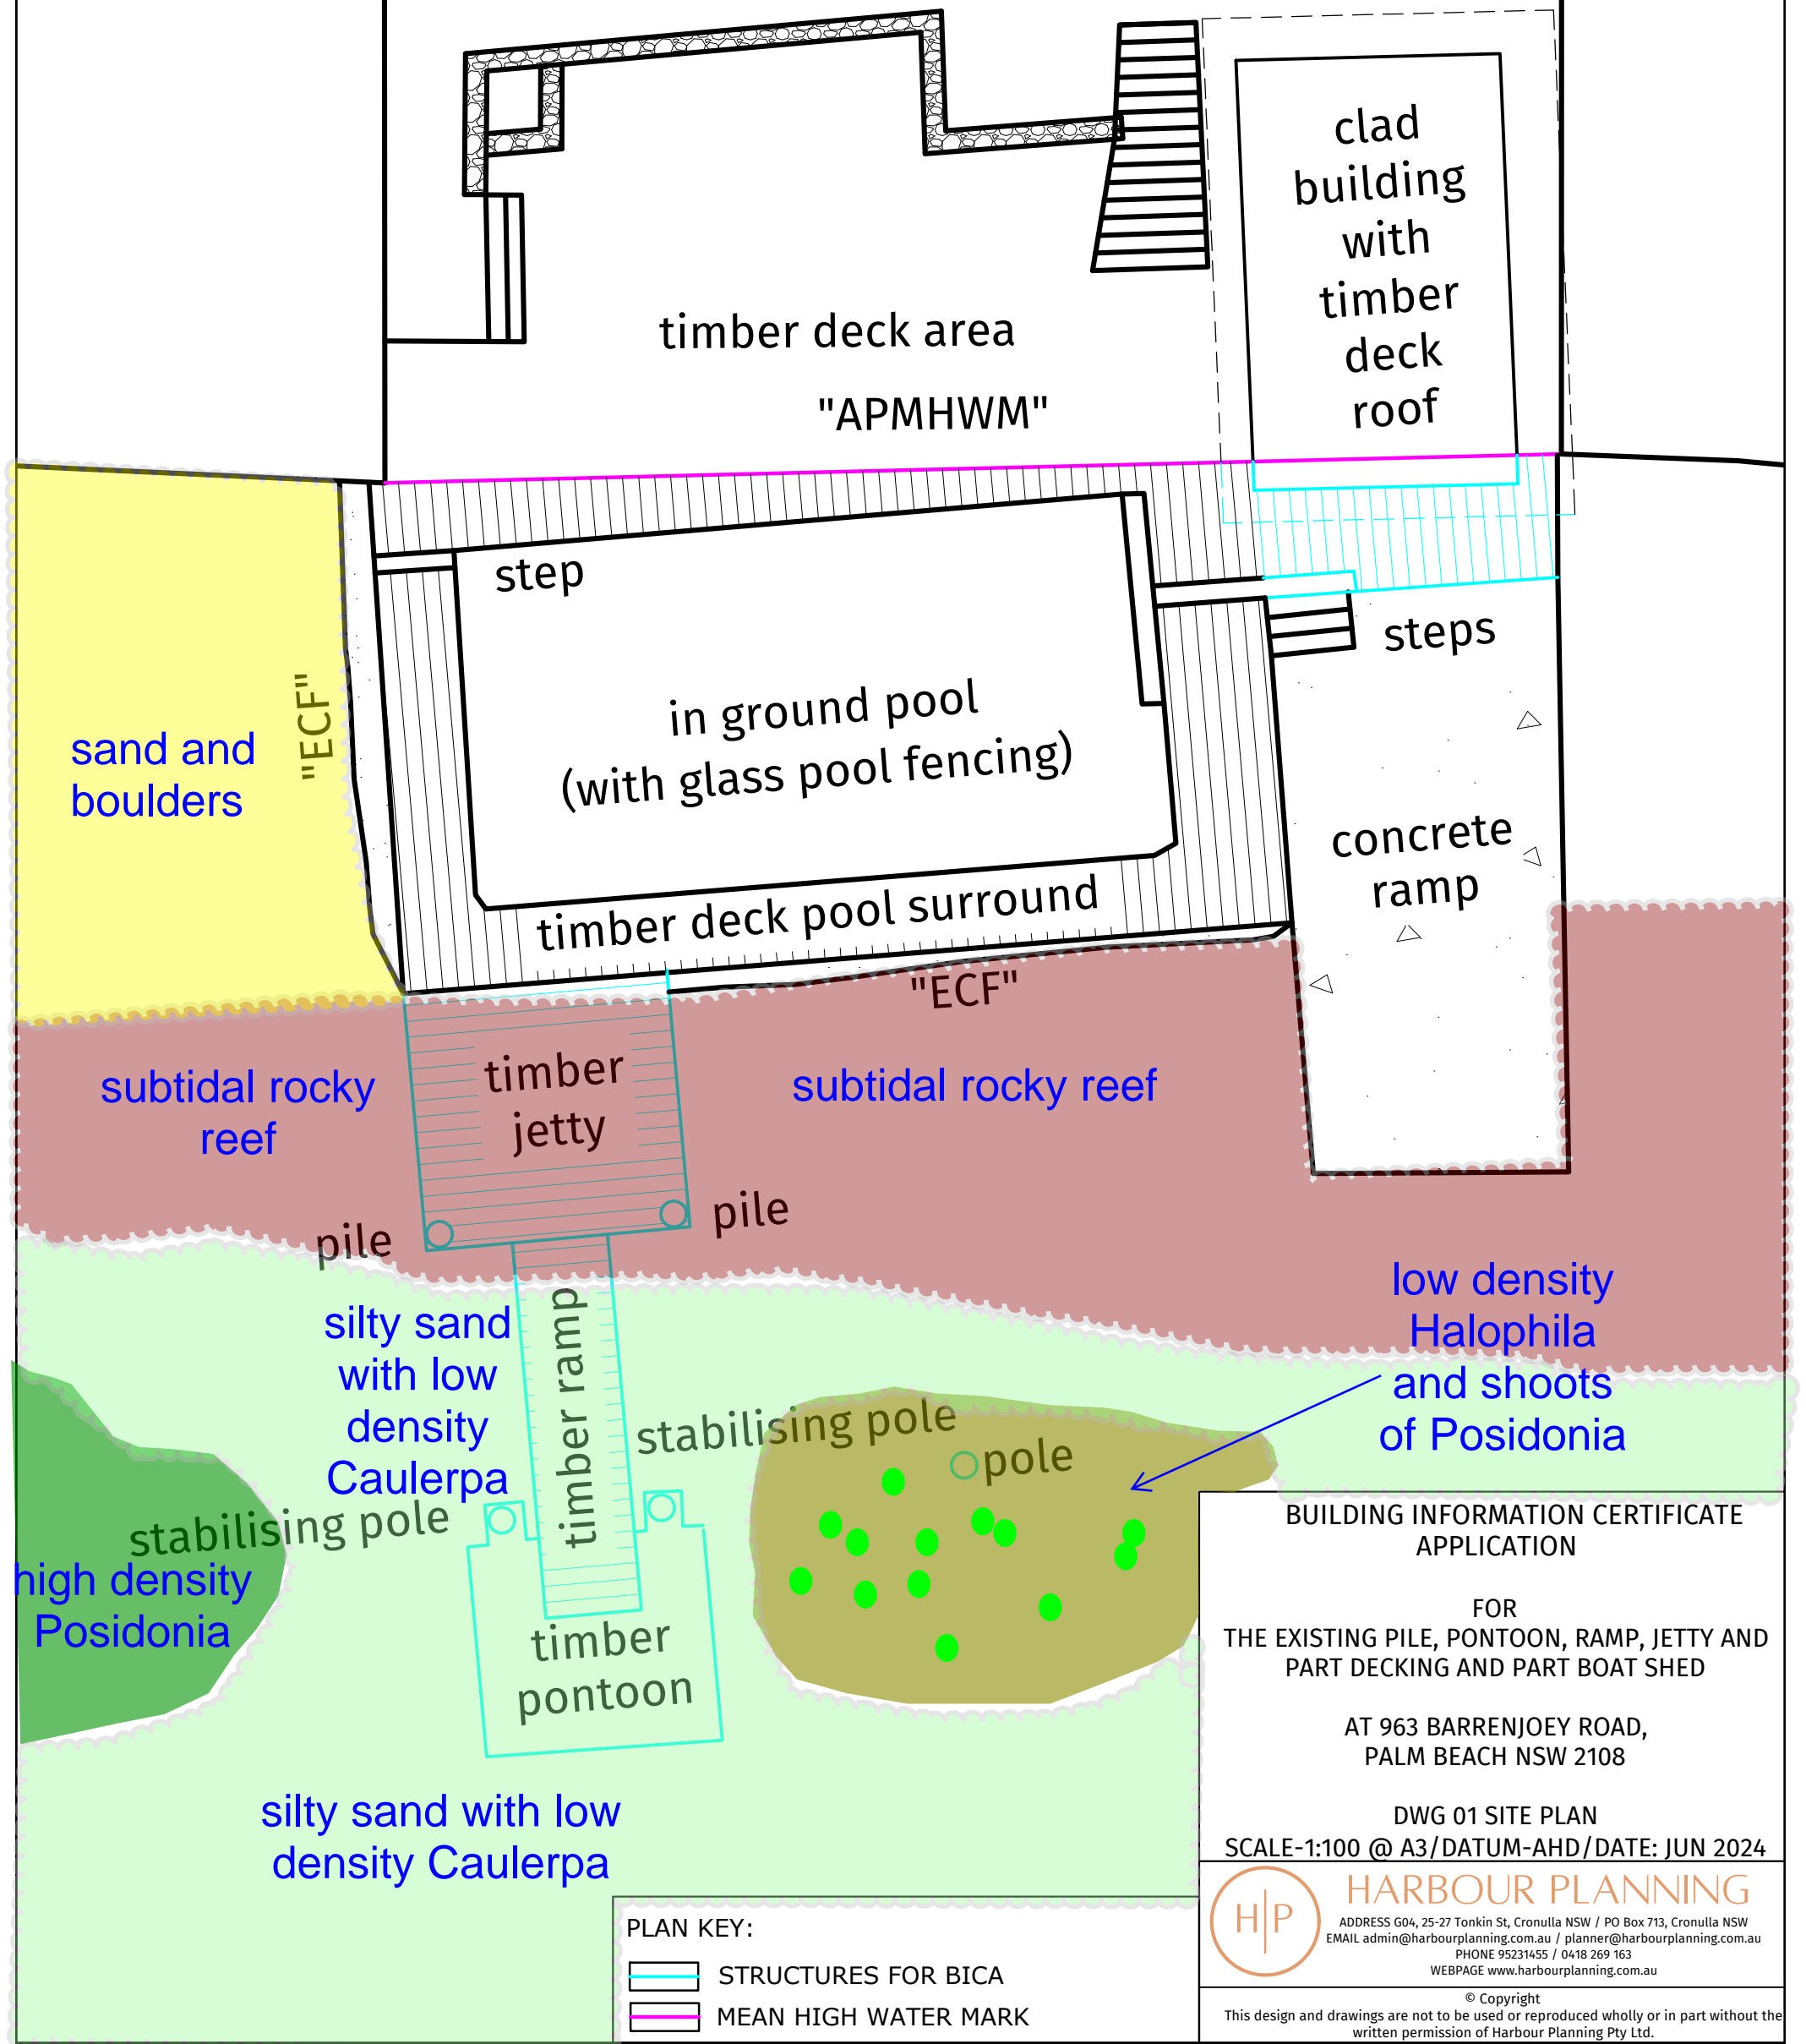 clad
building
with
timber
deck
roof
timber deck area
"APMHWM"
step
steps
"ECF"
sand and
boulders
in ground pool
(with glass pool fencing)
concrete
ramp
timber deck pool surround
"ECF"
timber
jetty
subtidal rocky
reef
subtidal rocky reef
pile
pile
low density
Halophila
and shoots
of Posidonia
silty sand
with low
density
Caulerpa
timber ramp
stabilising pole
pole
stabilising pole
high density
Posidonia
timber
pontoon
silty sand with low
density Caulerpa
BUILDING INFORMATION CERTIFICATE
APPLICATION
FOR
THE EXISTING PILE, PONTOON, RAMP, JETTY AND
PART DECKING AND PART BOAT SHED
AT 963 BARRENJOEY ROAD,
PALM BEACH NSW 2108
DWG 01 SITE PLAN
SCALE-1:100 @ A3/DATUM-AHD/DATE: JUN 2024
H|P
HARBOUR PLANNING
ADDRESS G04, 25-27 Tonkin St, Cronulla NSW / PO Box 713, Cronulla NSW
EMAIL admin@harbourplanning.com.au / planner@harbourplanning.com.au
PHONE 95231455 / 0418 269 163
WEBPAGE www.harbourplanning.com.au
© Copyright
This design and drawings are not to be used or reproduced wholly or in part without the
written permission of Harbour Planning Pty Ltd.
PLAN KEY:
STRUCTURES FOR BICA
MEAN HIGH WATER MARK